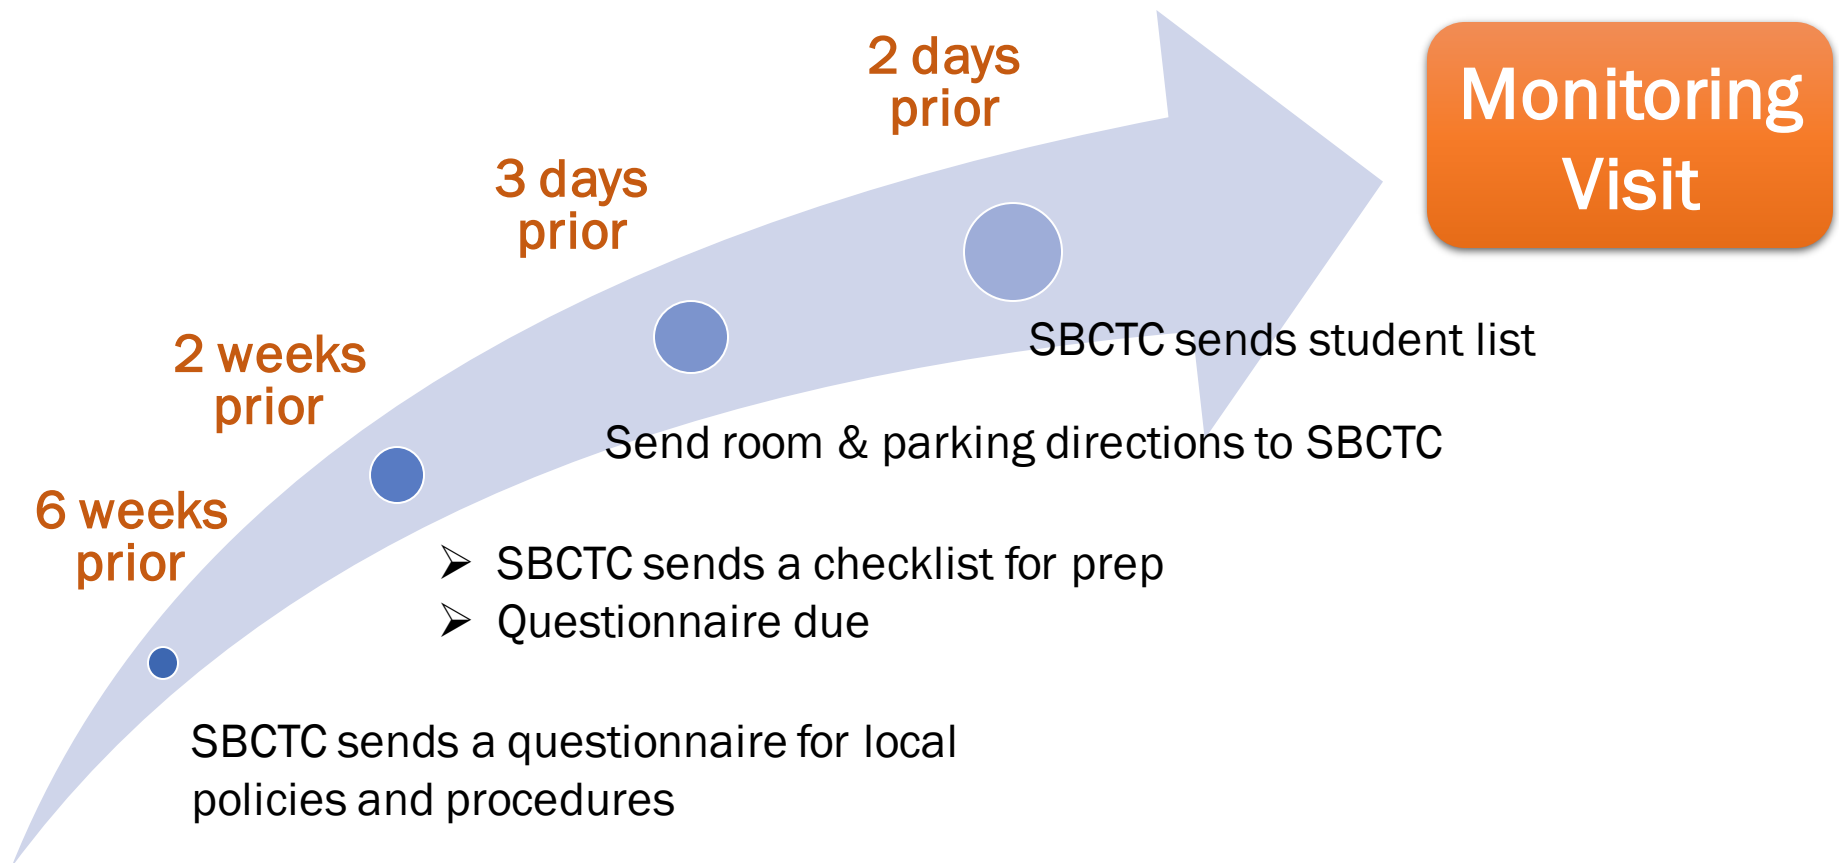 6 weeks
prior
SBCTC sends a questionnaire for local
policies and procedures
2 weeks
prior
➢ SBCTC sends a checklist for prep
➢ Questionnaire due
3 days
prior
Send room & parking directions to SBCTC
2 days
prior
SBCTC sends student list
Monitoring
Visit